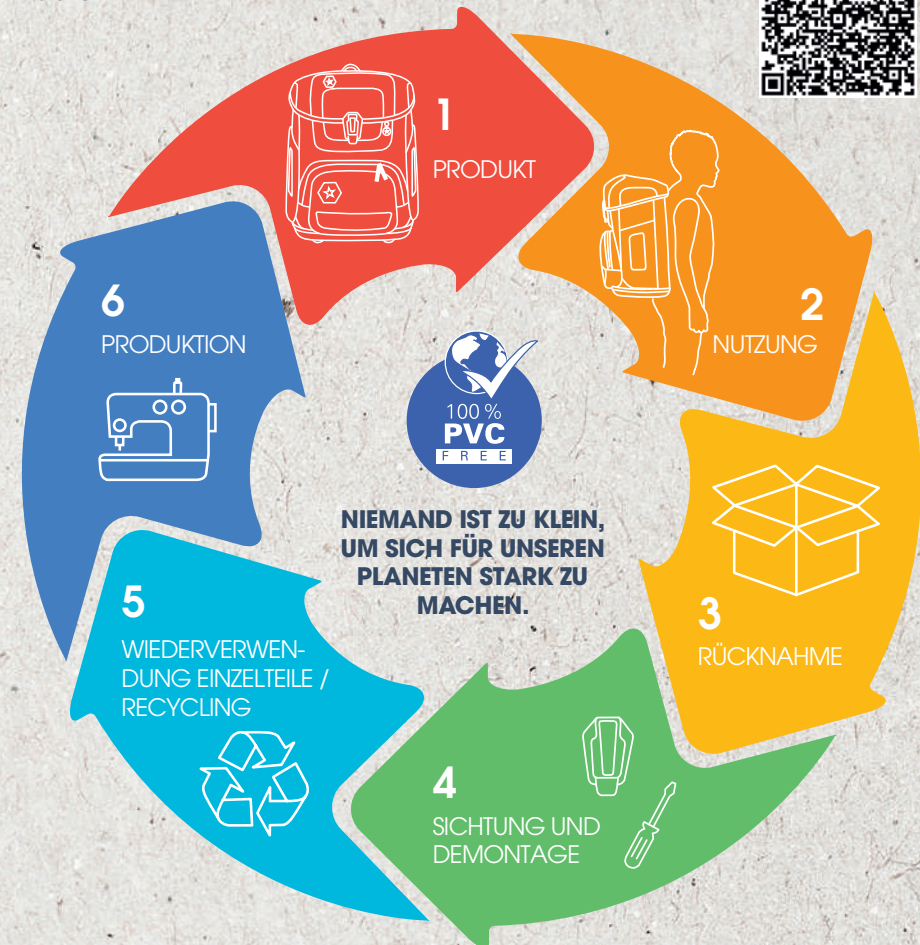 1
PRODUKT
2
NUTZUNG
3
RÜCKNAHME
4
SICHTUNG UND
DEMONTAGE
5
WIEDERVERWEN-
DUNG EINZELTEILE /
RECYCLING
6
PRODUKTION
100 %
PVC
FREE
NIEMAND IST ZU KLEIN,
UM SICH FÜR UNSEREN
PLANETEN STARK ZU
MACHEN.